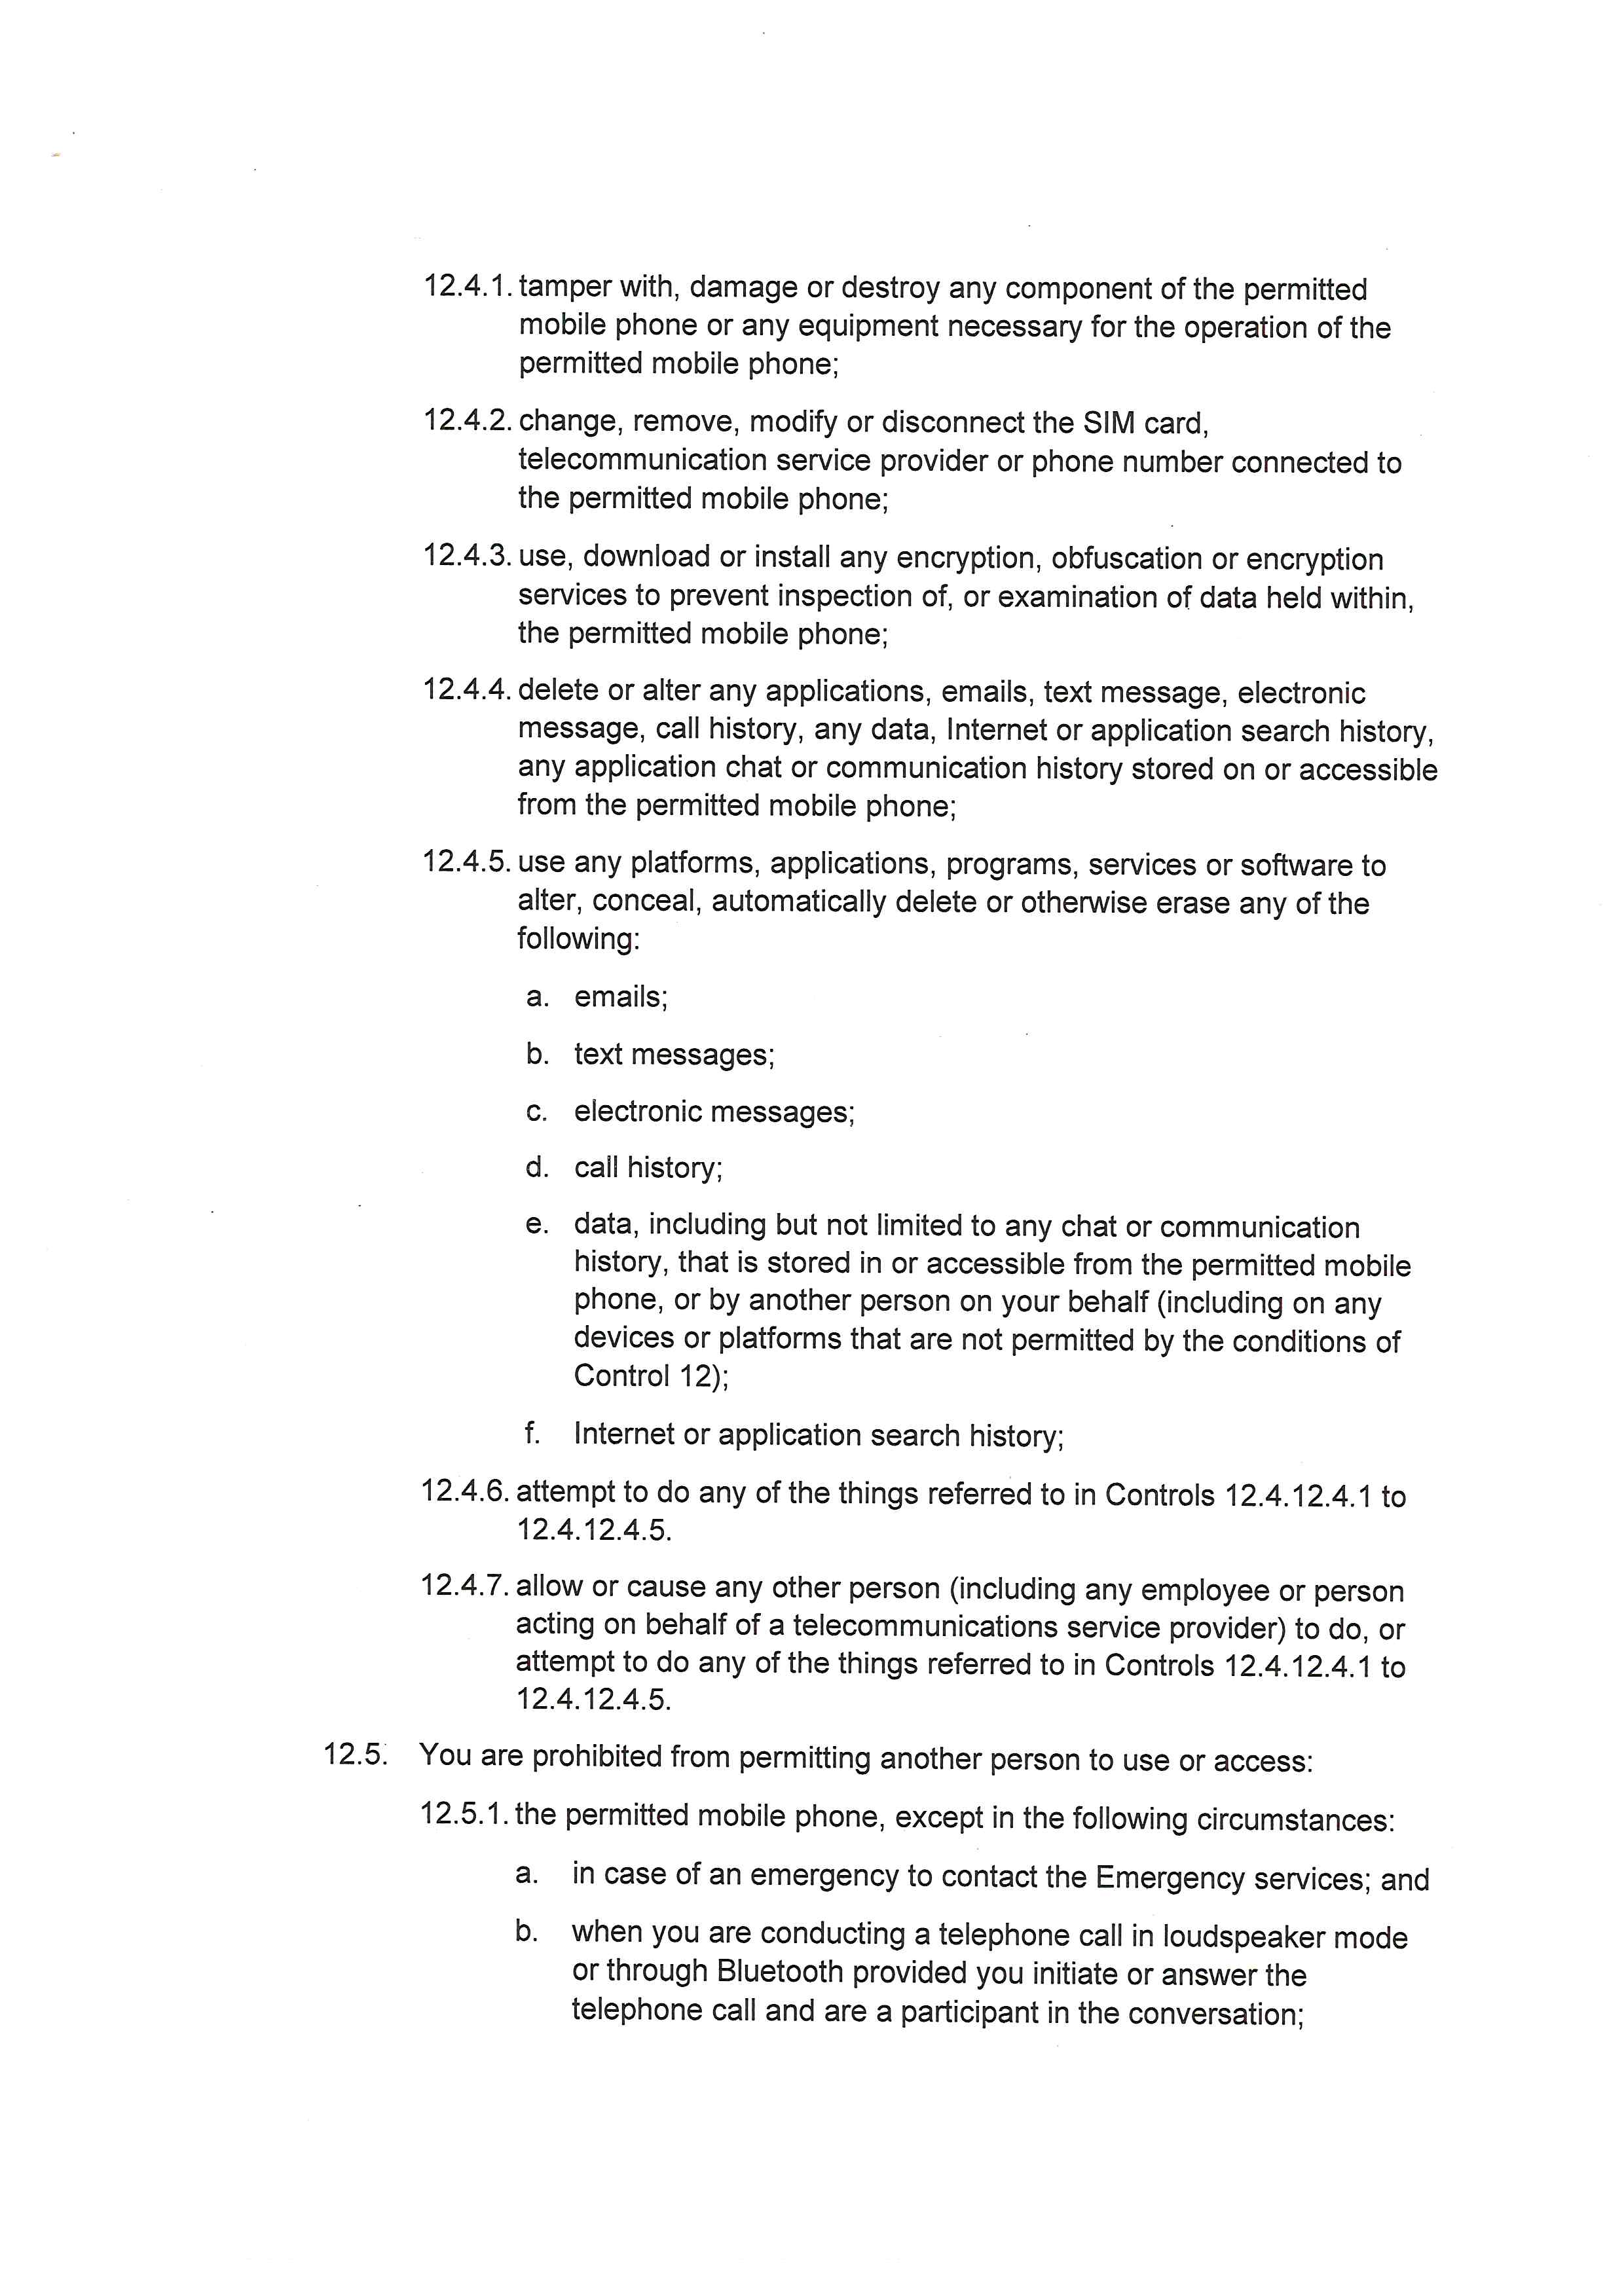 12.4.1. tamper with, damage or destroy any component of the permitted
mobile phone or any equipment necessary for the operation of the
permitted mobile phone;
12.4.2. change, remove, modify or disconnect the SIM card,
telecommunication service provider or phone number connected to
the permitted mobile phone;
12.4.3. use, download or install any encryption, obfuscation or encryption
services to prevent inspection of, or examination of data held within,
the permitted mobile phone;
12.4.4. delete or alter any applications, emails, text message, electronic
message, call history, any data, Internet or application search history,
any application chat or communication history stored on or accessible
from the permitted mobile phone;
12.4.5. use any platforms, applications, programs, services or software to
alter, conceal, automatically delete or otherwise erase any of the
following:
a. emails;
b. text messages;
c. electronic messages;
d. call history;
e. data, including but not limited to any chat or communication
history, that is stored in or accessible from the permitted mobile
phone, or by another person on your behalf (including on any
devices or platforms that are not permitted by the conditions of
Control 12);
f. Internet or application search history;
12.4.6. attempt to do any of the things referred to in Controls 12.4.12.4.1 to
12.4.12.4.5.
12.4.7. allow or cause any other person (including any employee or person
acting on behalf of a telecommunications service provider) to do, or
attempt to do any of the things referred to in Controls 12.4.12.4.1 to
12.4.12.4.5.
12.5. You are prohibited from permitting another person to use or access:
12.5.1. the permitted mobile phone, except in the following circumstances:
a. in case of an emergency to contact the Emergency services; and
b. when you are conducting a telephone call in loudspeaker mode
or through Bluetooth provided you initiate or answer the
telephone call and are a participant in the conversation;